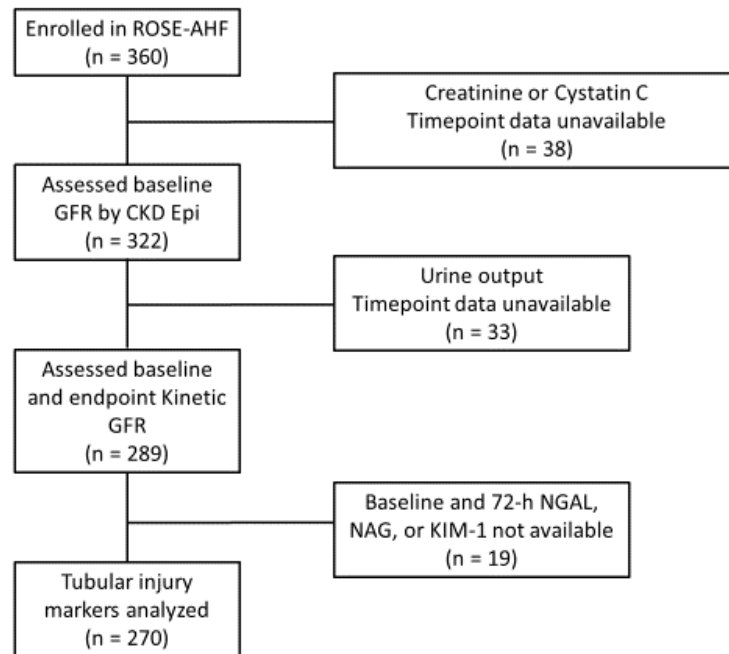 Enrolled in ROSE-AHF
(n = 360)
Creatinine or Cystatin C
Timepoint data unavailable
(n = 38)
Assessed baseline
GFR by CKD Epi
(n = 322)
Urine output
Timepoint data unavailable
(n = 33)
Assessed baseline
and endpoint Kinetic
GFR
(n = 289)
Baseline and 72-h NGAL,
NAG, or KIM-1 not available
(n = 19)
Tubular injury
markers analyzed
(n = 270)